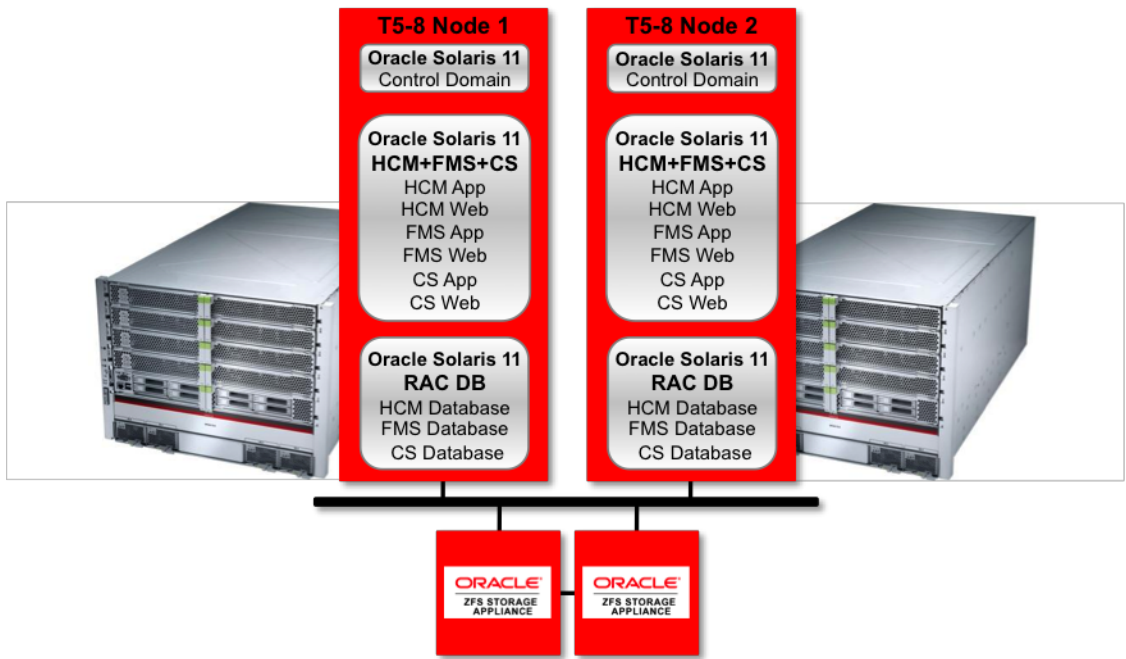 T5-8 Node 1
Oracle Solaris 11
Control Domain
Oracle Solaris 11
HCM+FMS+CS
HCM App
HCM Web
FMS App
FMS Web
CS App
CS Web
Oracle Solaris 11
RAC DB
HCM Database
FMS Database
CS Database
T5-8 Node 2
Oracle Solaris 11
Control Domain
Oracle Solaris 11
HCM+FMS+CS
HCM App
HCM Web
FMS App
FMS Web
CS App
CS Web
Oracle Solaris 11
RAC DB
HCM Database
FMS Database
CS Database
ORACLE
ZFS STORAGE
APPLIANCE
ORACLE
ZFS STORAGE
APPLIANCE